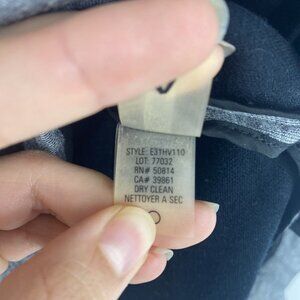 STYLE: E3THV110
LOT: 77032
RN# 50814
CA# 39861
DRY CLEAN
NETTOYER A SEC